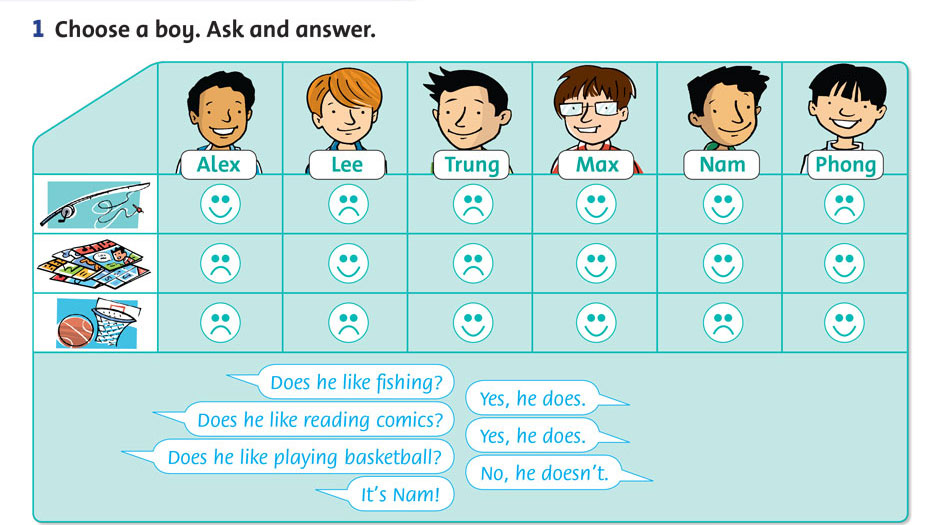 1 Choose a boy. Ask and answer.
Alex Lee Trung Max Nam Phong
Does he like fishing?
Yes, he does.
Does he like reading comics?
Yes, he does.
Does he like playing basketball?
No, he doesn't.
It's Nam!